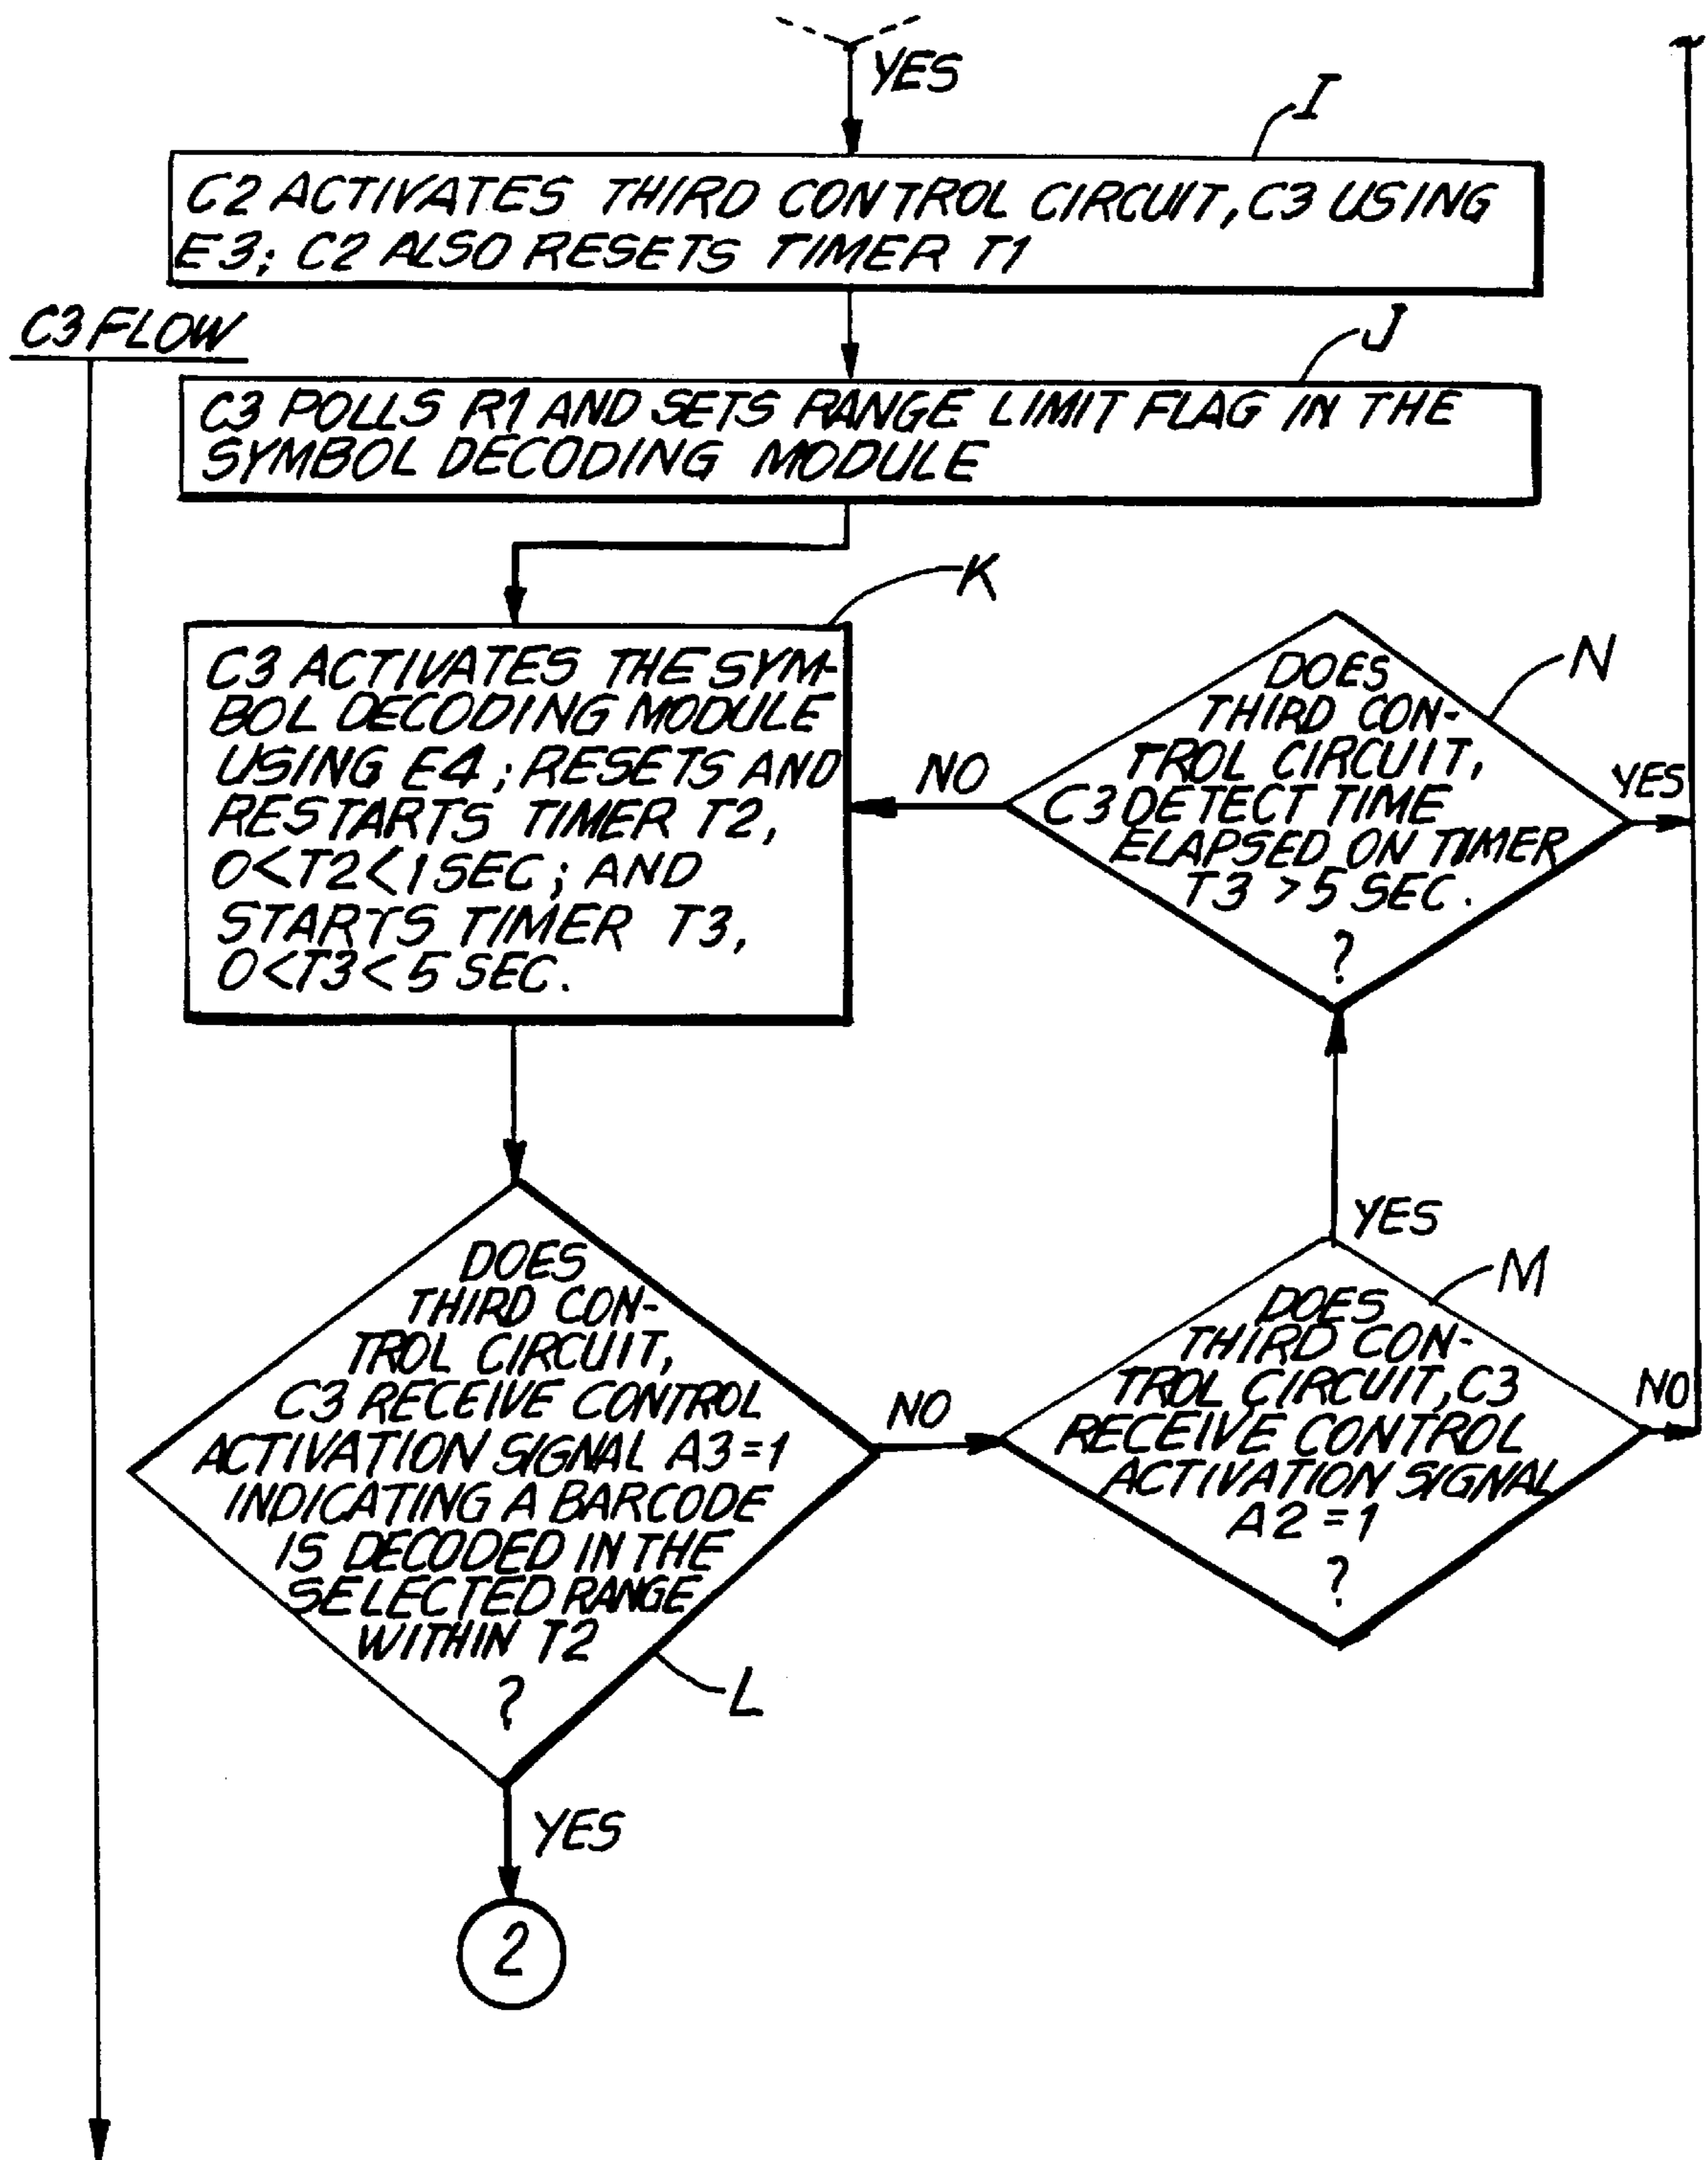 YES
I
C2 ACTIVATES THIRD CONTROL CIRCUIT, C3 USING
E3; C2 ALSO RESETS TIMER T1
C3 FLOW
J
C3 POLLS R1 AND SETS RANGE LIMIT FLAG IN THE
SYMBOL DECODING MODULE
K
C3 ACTIVATES THE SYM-
BOL DECODING MODULE
USING E4; RESETS AND
RESTARTS TIMER T2,
0<T2<1 SEC; AND
STARTS TIMER T3,
0<T3<5 SEC.
N
DOES
THIRD CON-
TROL CIRCUIT,
C3 DETECT TIME
ELAPSED ON TIMER
T3 >5 SEC.
?
NO
YES
DOES
THIRD CON-
TROL CIRCUIT,
C3 RECEIVE CONTROL
ACTIVATION SIGNAL A3=1
INDICATING A BARCODE
IS DECODED IN THE
SELECTED RANGE
WITHIN T2
?
L
NO
YES
M
DOES
THIRD CON-
TROL CIRCUIT, C3
RECEIVE CONTROL
ACTIVATION SIGNAL
A2=1
?
NO
YES
2